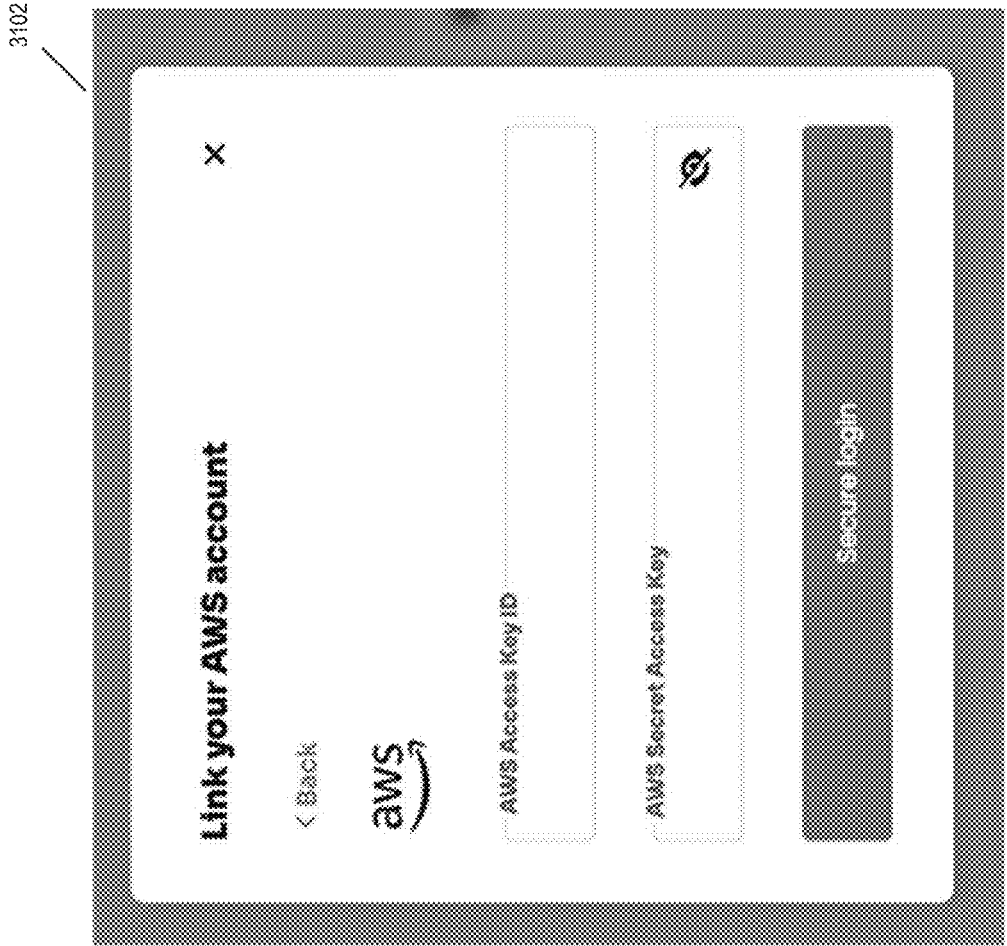 3102
Link your AWS account
X
< Back
aws
AWS Access Key ID
AWS Secret Access Key
Secure login